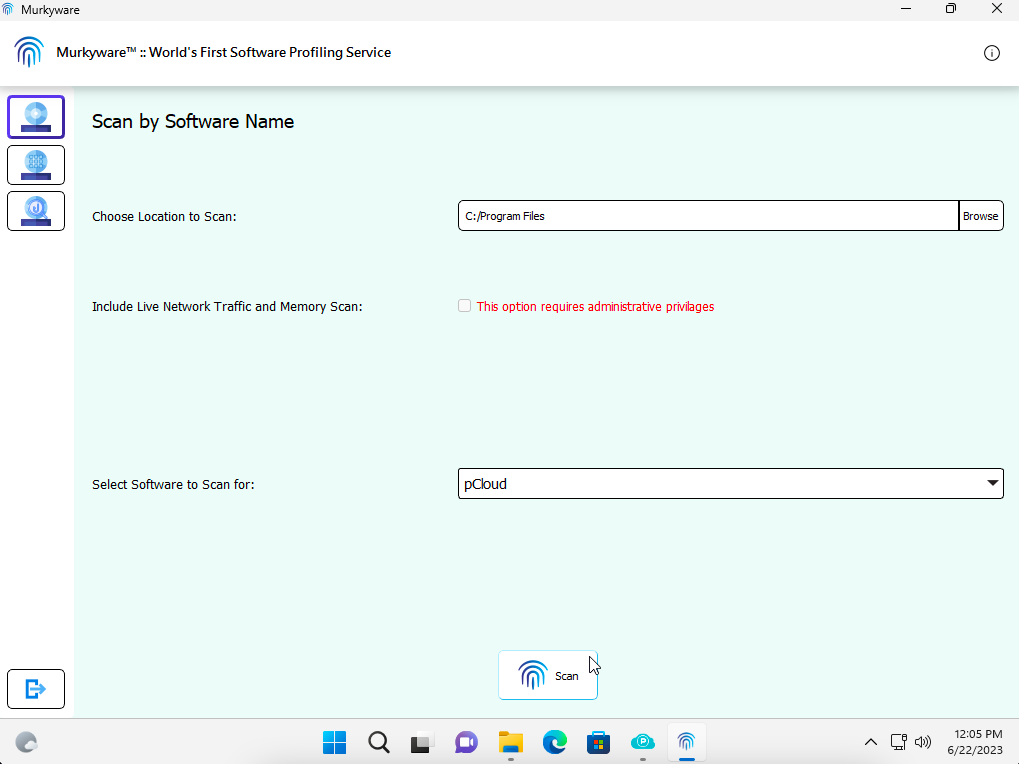 Murkyware
Murkyware™ :: World's First Software Profiling Service
Scan by Software Name
Choose Location to Scan:
C:/Program Files
Browse
Include Live Network Traffic and Memory Scan:
This option requires administrative privilages
Select Software to Scan for:
pCloud
Scan
12:05 PM
6/22/2023